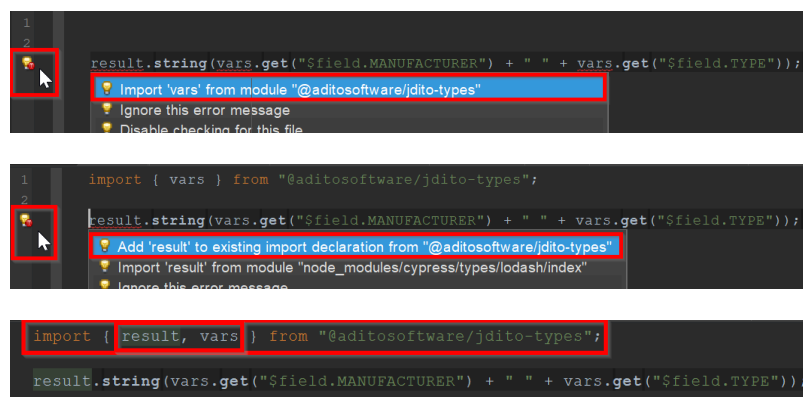 1
2
result.string(vars.get("$field.MANUFACTURER") + " " + vars.get("$field.TYPE"));
Import 'vars' from module "@aditosoftware/jdito-types"
Ignore this error message
Disable checking for this file
1
import { vars } from "@aditosoftware/jdito-types";
2
result.string(vars.get("$field.MANUFACTURER") + " " + vars.get("$field.TYPE"));
Add 'result' to existing import declaration from "@aditosoftware/jdito-types"
Import 'result' from module "node_modules/cypress/types/lodash/index"
Ignore this error message
import { result, vars } from "@aditosoftware/jdito-types";
result.string(vars.get("$field.MANUFACTURER") + " " + vars.get("$field.TYPE"));